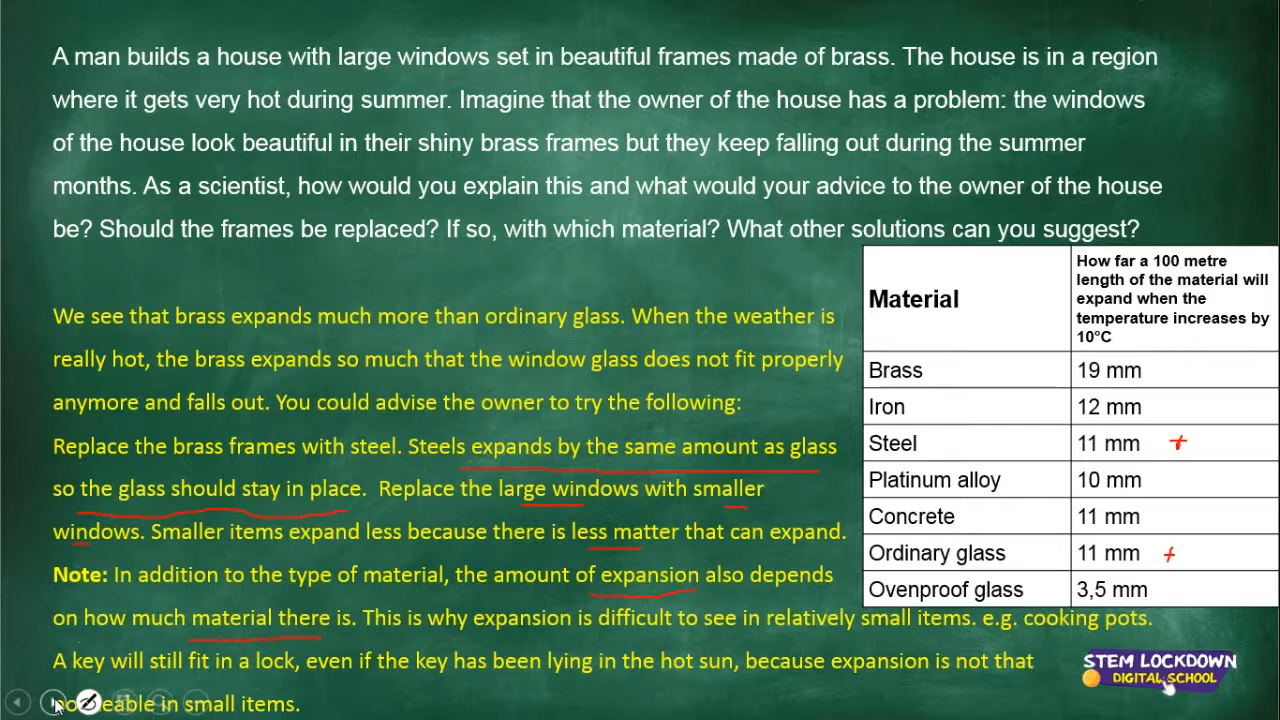 A man builds a house with large windows set in beautiful frames made of brass. The house is in a region
where it gets very hot during summer. Imagine that the owner of the house has a problem: the windows
of the house look beautiful in their shiny brass frames but they keep falling out during the summer
months. As a scientist, how would you explain this and what would your advice to the owner of the house
be? Should the frames be replaced? If so, with which material? What other solutions can you suggest?
We see that brass expands much more than ordinary glass. When the weather is
really hot, the brass expands so much that the window glass does not fit properly
anymore and falls out. You could advise the owner to try the following:
Replace the brass frames with steel. Steels expands by the same amount as glass
so the glass should stay in place. Replace the large windows with smaller
windows. Smaller items expand less because there is less matter that can expand.
Note: In addition to the type of material, the amount of expansion also depends
on how much material there is. This is why expansion is difficult to see in relatively small items. e.g. cooking pots.
A key will still fit in a lock, even if the key has been lying in the hot sun, because expansion is not that
in small items.
Material
How far a 100 metre
length of the material will
expand when the
temperature increases by
10°C
Brass 19 mm
Iron 12 mm
Steel 11 mm +
Platinum alloy 10 mm
Concrete 11 mm
Ordinary glass 11 mm +
Ovenproof glass 3,5 mm
STEM LOCKDOWN
DIGITAL SCHOOL